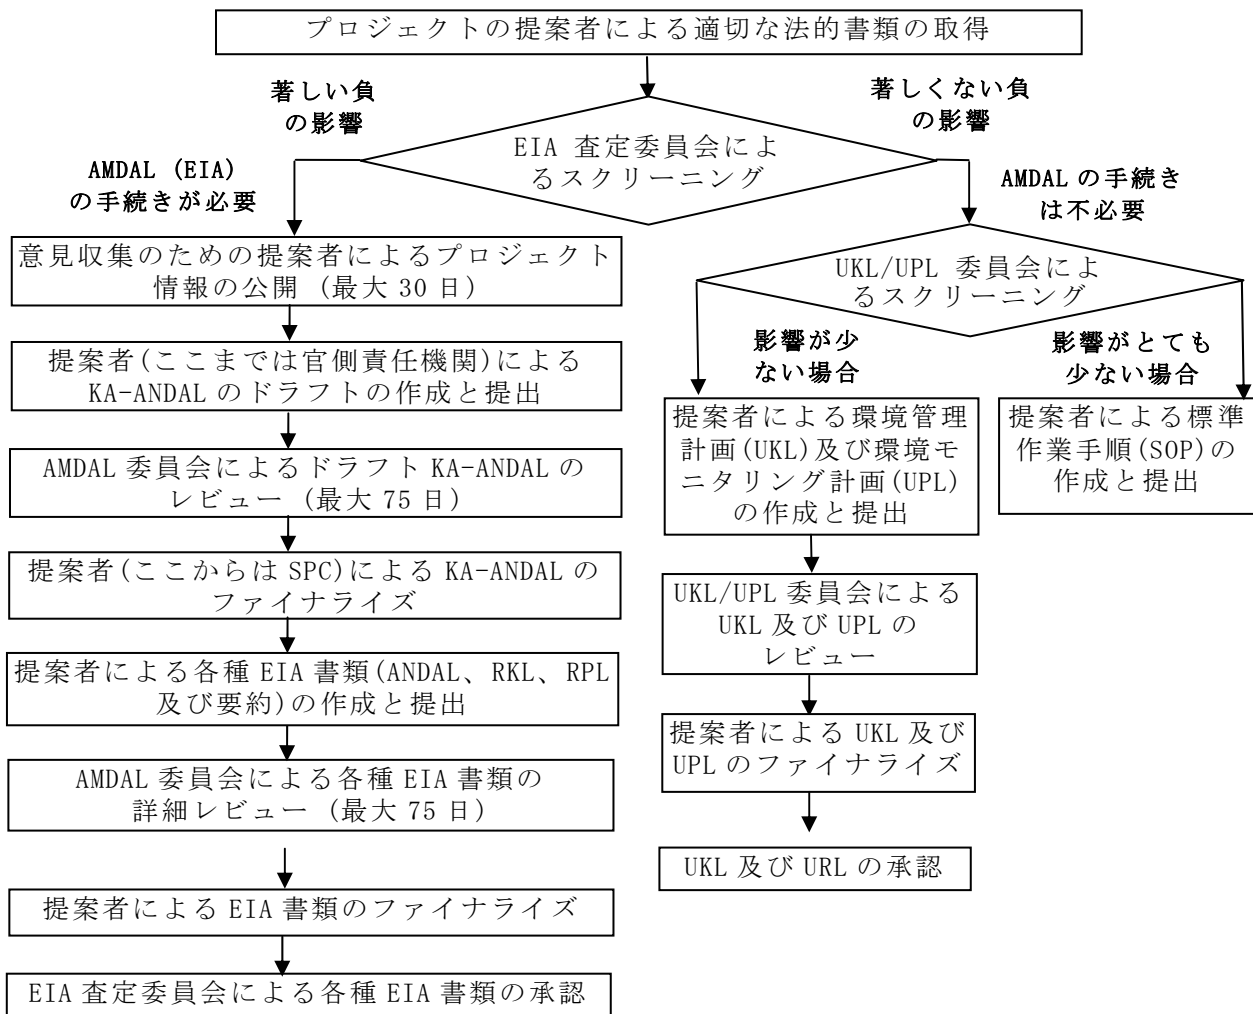 プロジェクトの提案者による適切な法的書類の取得
著しい負
の影響
著しくない負
の影響
EIA 査定委員会によ
るスクリーニング
AMDAL (EIA)
の手続きが必要
AMDAL の手続き
は不必要
意見収集のための提案者によるプロジェクト
情報の公開 (最大 30 日)
UKL/UPL 委員会によ
るスクリーニング
影響が少
ない場合
影響がとても
少ない場合
提案者(ここまでは官側責任機関)による
KA-ANDAL のドラフトの作成と提出
提案者による環境管理
計画(UKL)及び環境モ
ニタリング計画(UPL)
の作成と提出
提案者による標準
作業手順(SOP)の
作成と提出
AMDAL 委員会によるドラフト KA-ANDAL の
レビュー (最大 75 日)
提案者(ここからは SPC)による KA-ANDAL の
ファイナライズ
UKL/UPL 委員会による
UKL 及び UPL の
レビュー
提案者による各種 EIA 書類(ANDAL、RKL、RPL
及び要約)の作成と提出
提案者による UKL 及び
UPL のファイナライズ
AMDAL 委員会による各種 EIA 書類の
詳細レビュー (最大 75 日)
UKL 及び URL の承認
提案者による EIA 書類のファイナライズ
EIA 査定委員会による各種 EIA 書類の承認